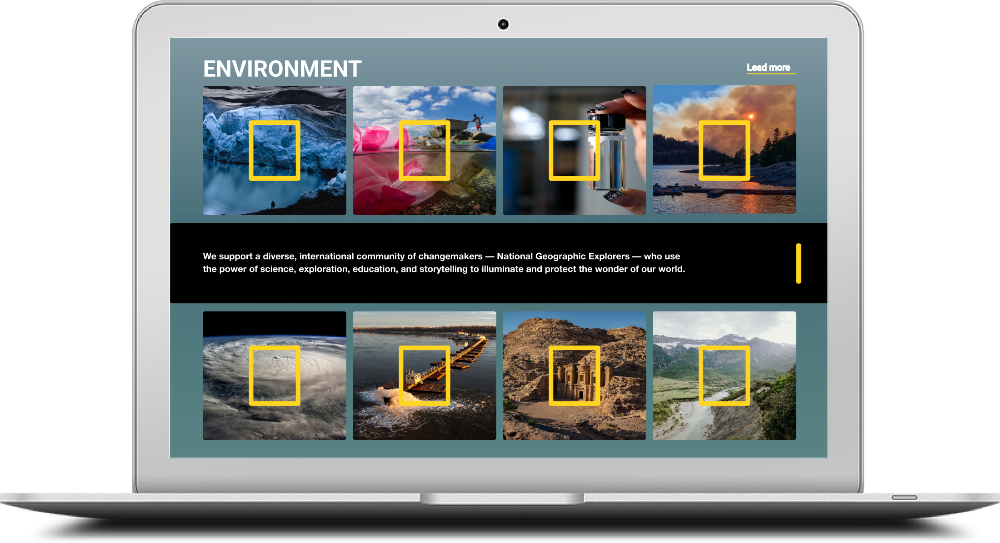 ENVIRONMENT
Lead more
We support a diverse, international community of changemakers — National Geographic Explorers — who use
the power of science, exploration, education, and storytelling to illuminate and protect the wonder of our world.